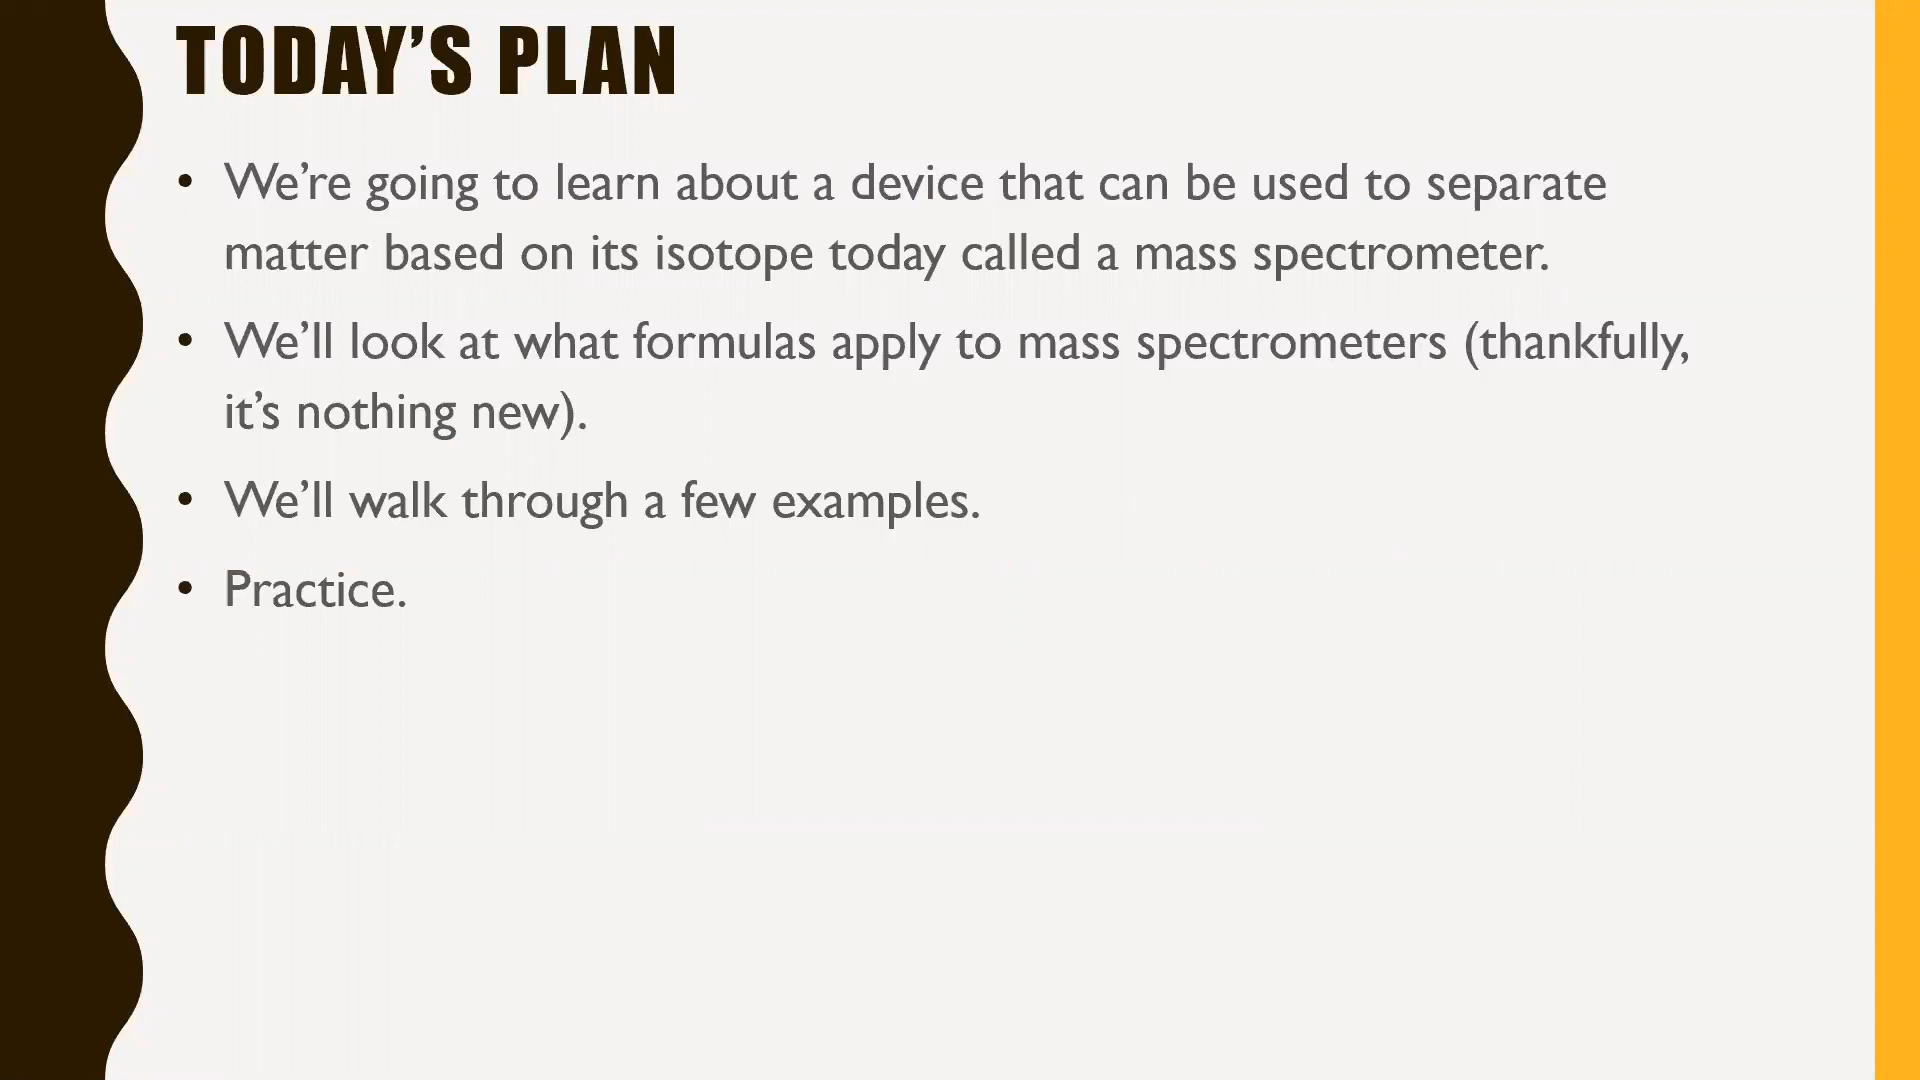 TODAY’S PLAN
• We’re going to learn about a device that can be used to separate
matter based on its isotope today called a mass spectrometer.
• We’ll look at what formulas apply to mass spectrometers (thankfully,
it’s nothing new).
• We’ll walk through a few examples.
• Practice.